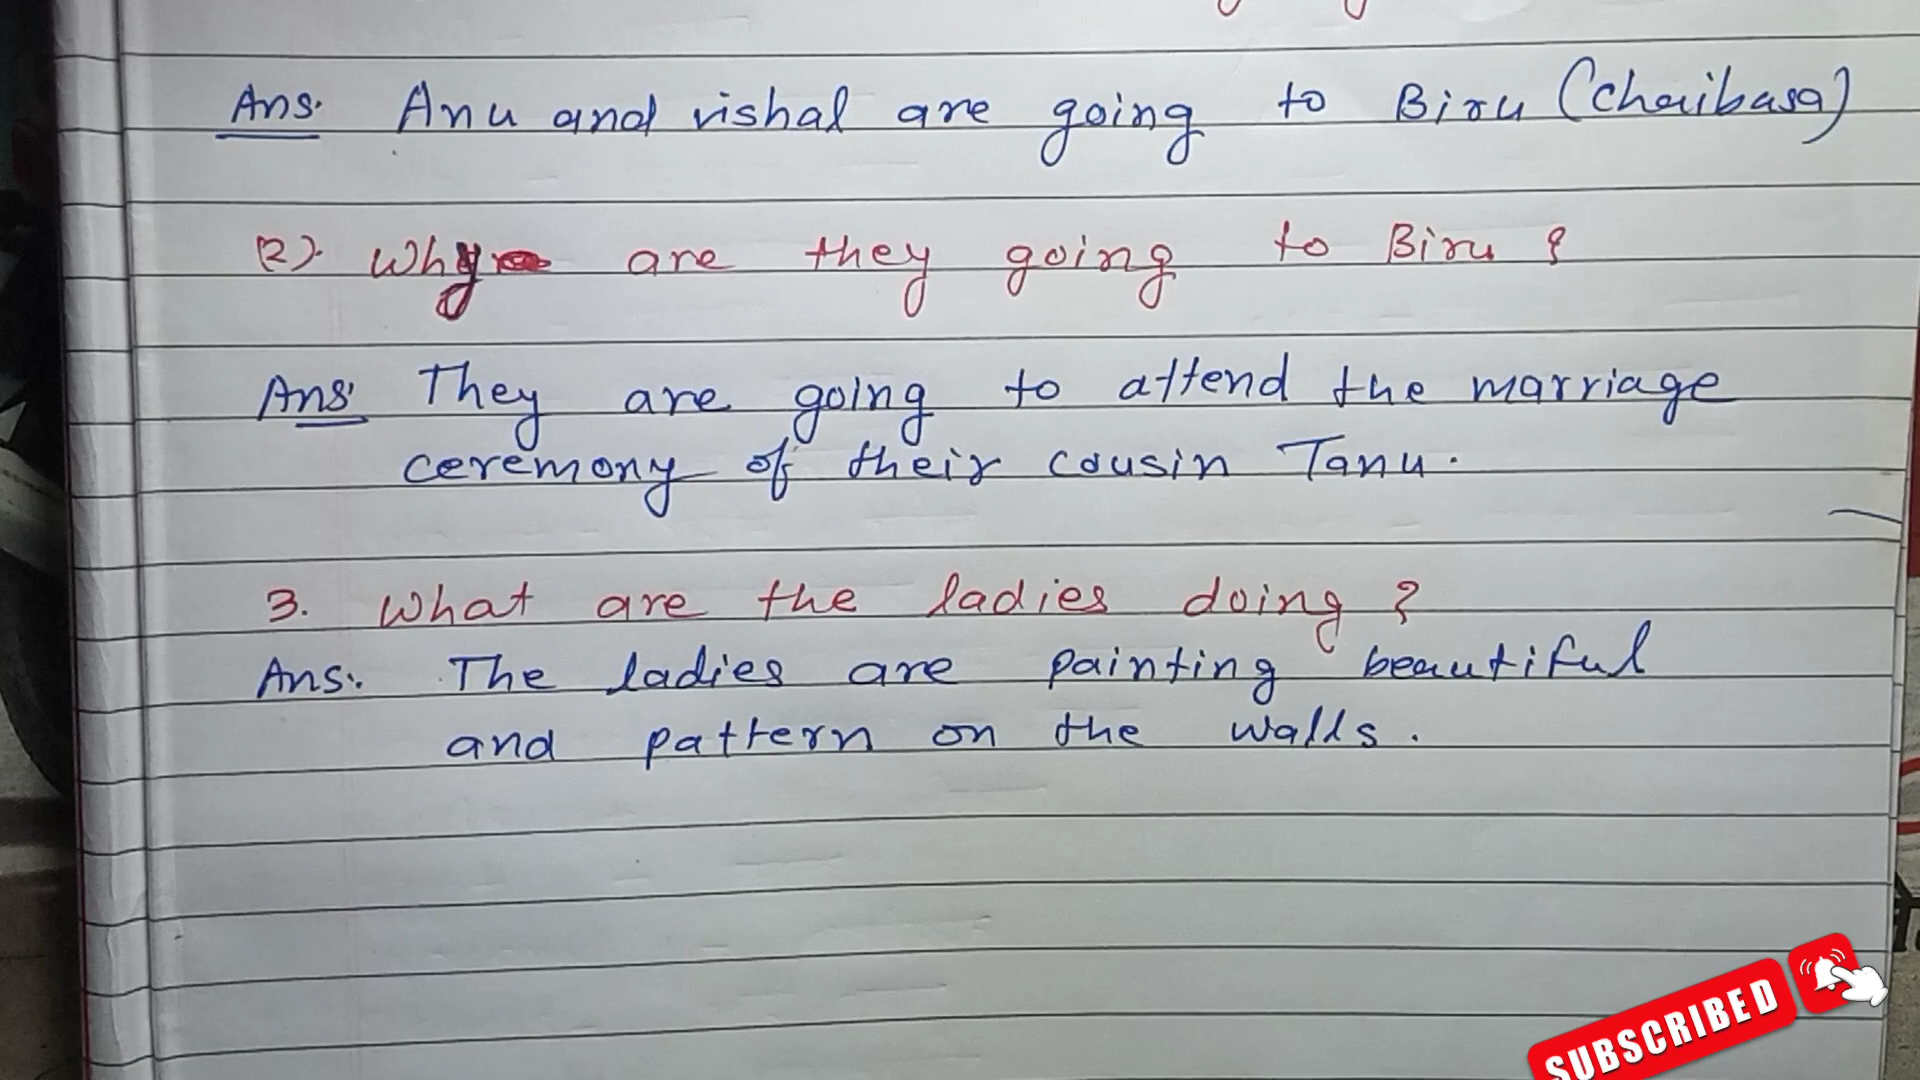 Ans. Anu and vishal are going to Biru (chaibasa)
(2). Why are they going to Biru ?
Ans. They are going to attend the marriage
ceremony of their cousin Tanu.
3. What are the ladies doing ?
Ans. The ladies are painting beautiful
and pattern on the walls.
SUBSCRIBED